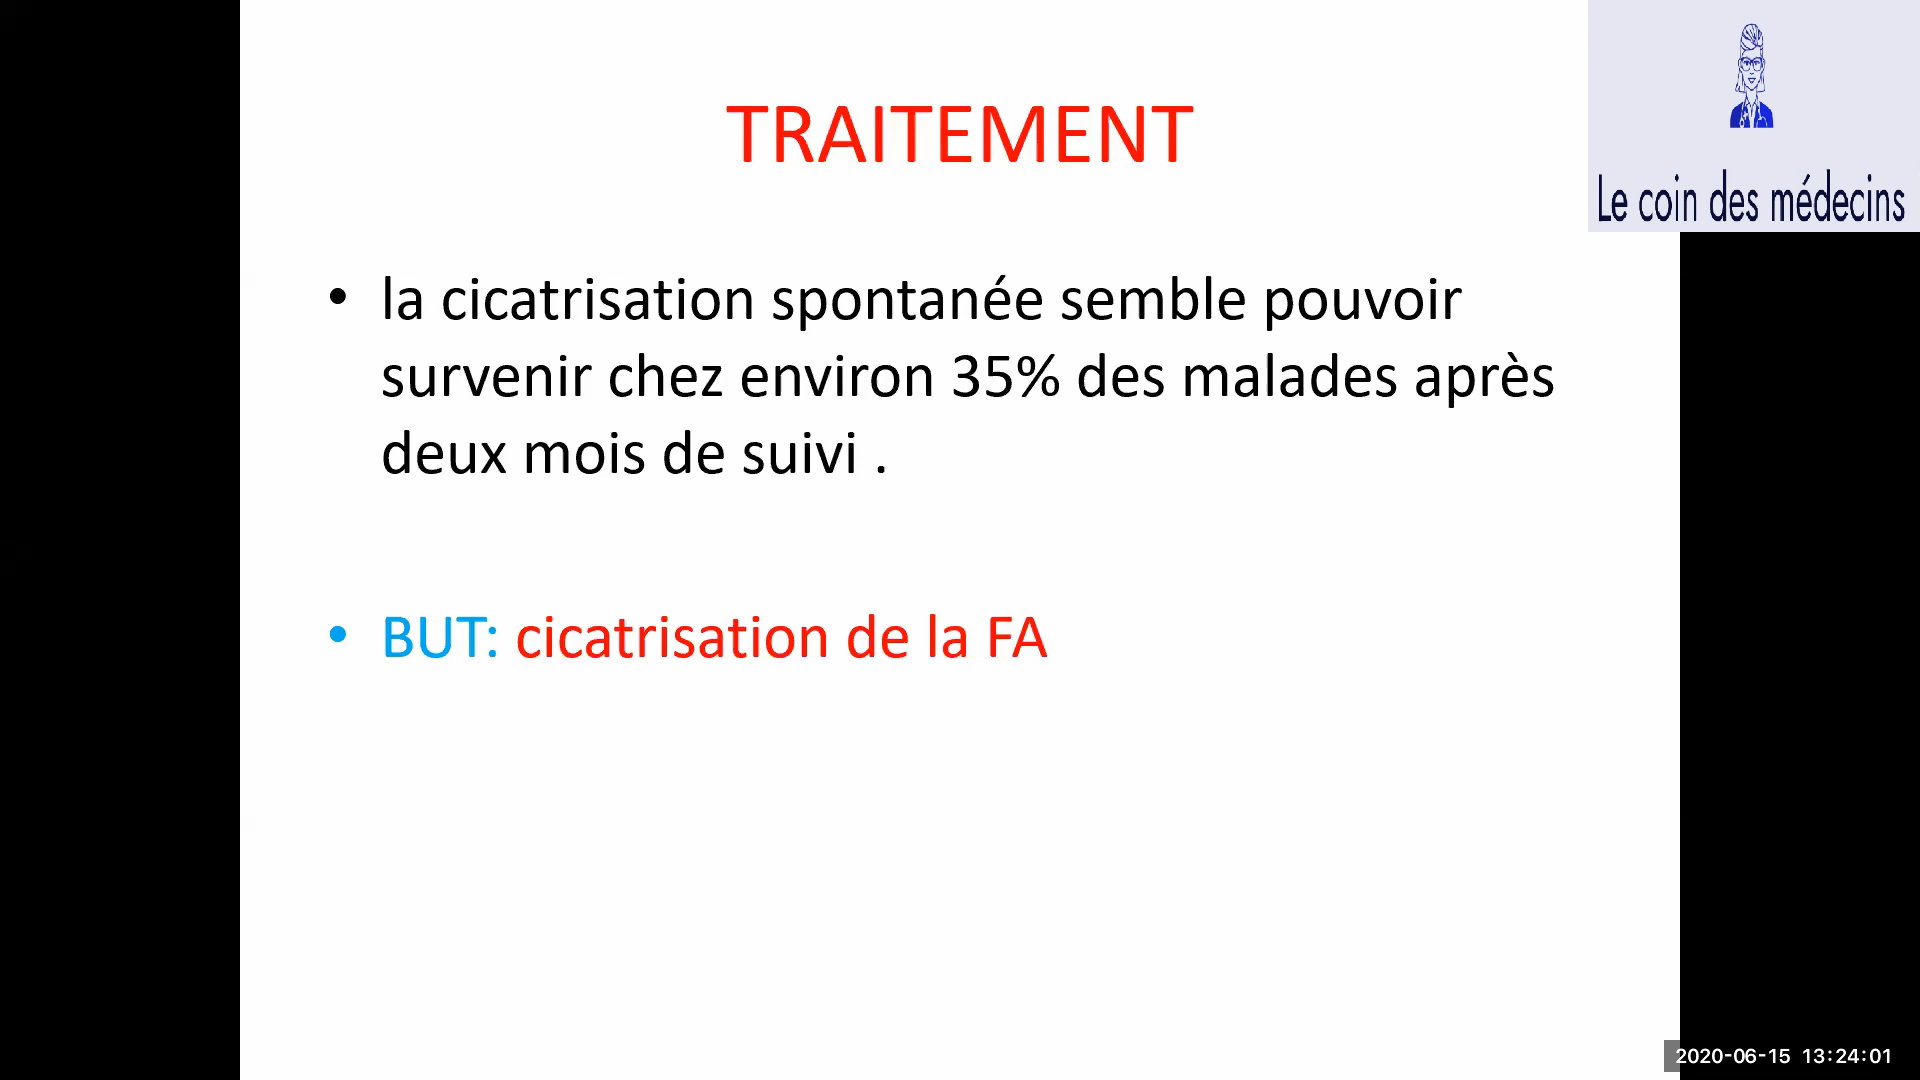 TRAITEMENT
Le coin des médecins
• la cicatrisation spontanée semble pouvoir
survenir chez environ 35% des malades après
deux mois de suivi .
• BUT: cicatrisation de la FA
2020-06-15 13:24:01